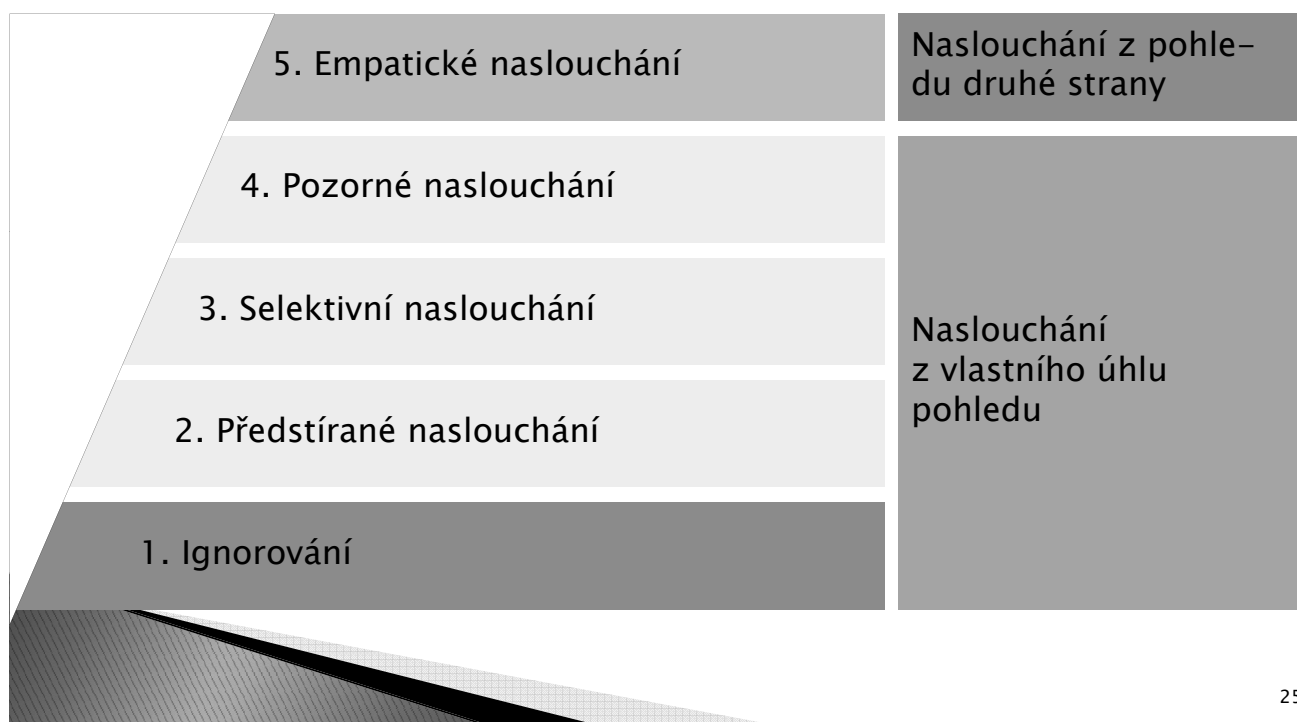 5. Empatické naslouchání
Naslouchání z pohle-
du druhé strany
4. Pozorné naslouchání
3. Selektivní naslouchání
Naslouchání
z vlastního úhlu
pohledu
2. Předstírané naslouchání
1. Ignorování
25